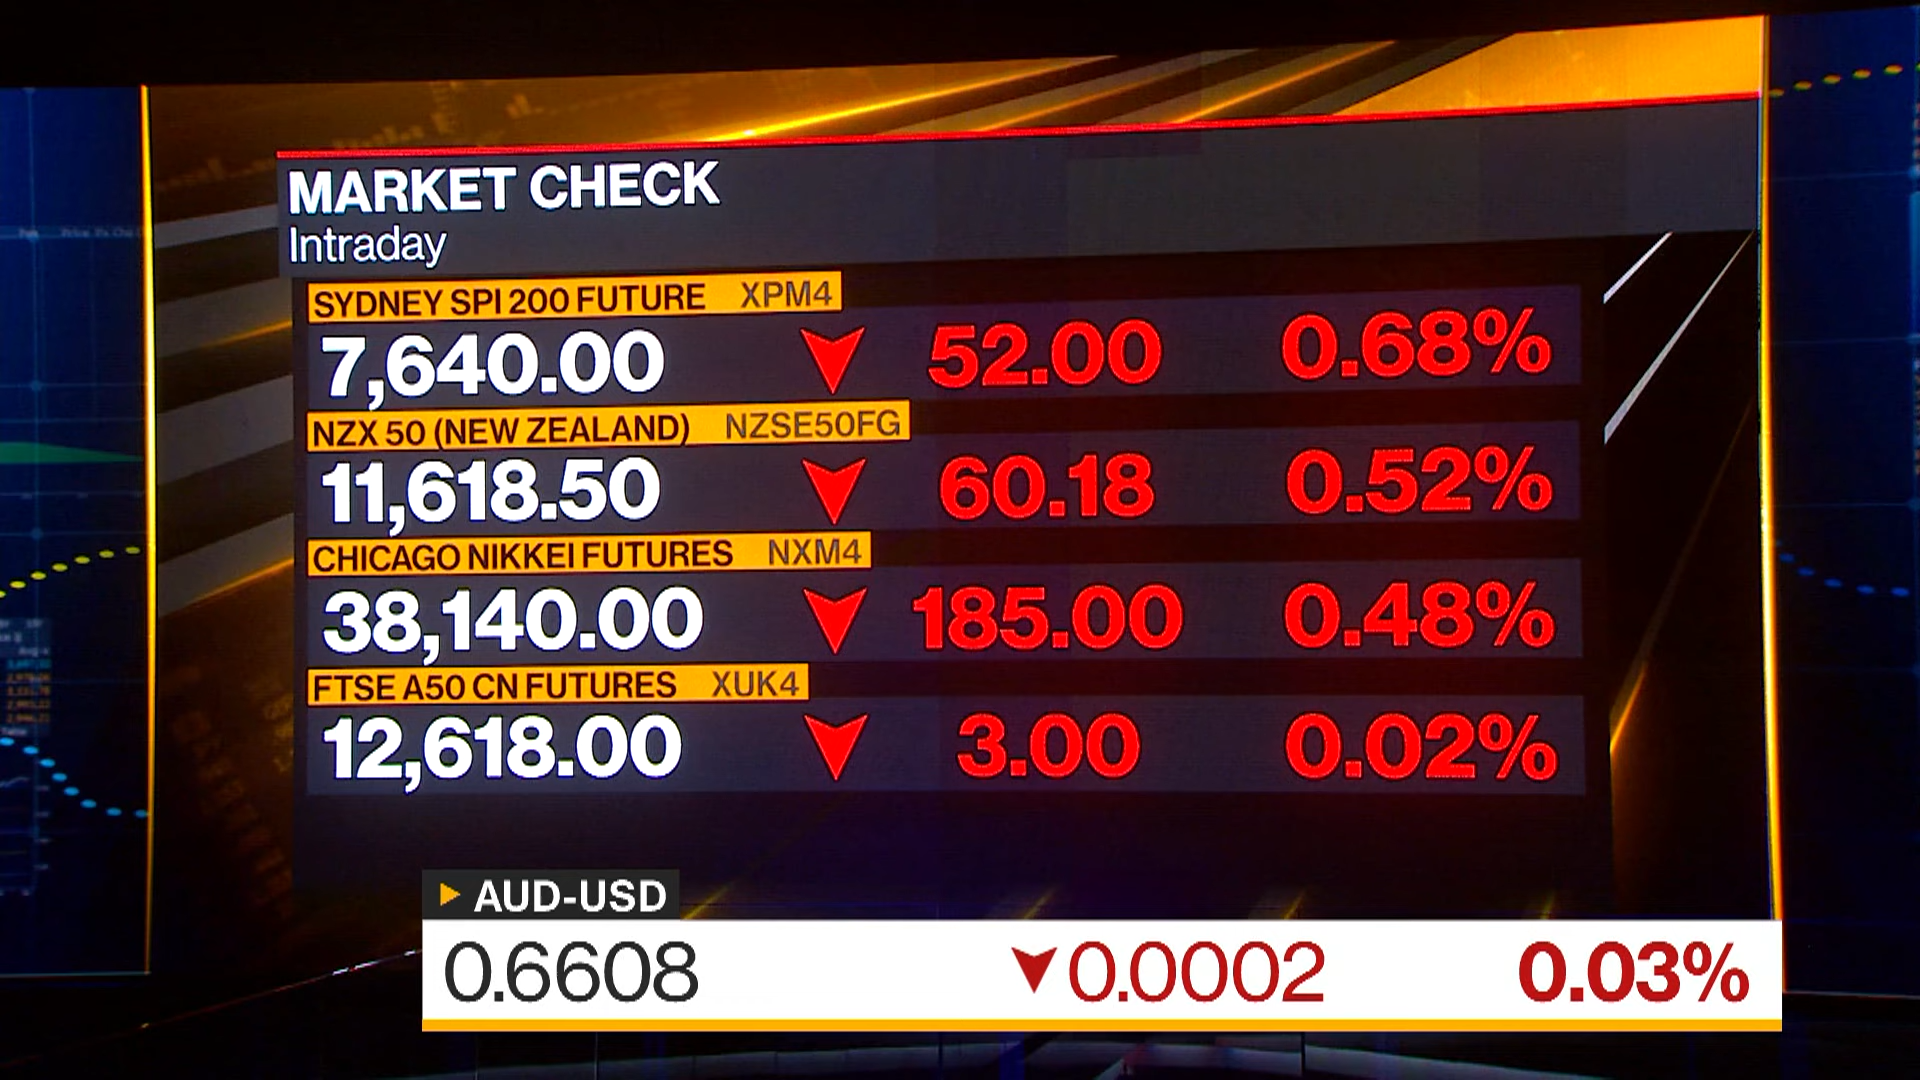 MARKET CHECK
Intraday
SYDNEY SPI 200 FUTURE XPM4
7,640.00 52.00 0.68%
NZX 50 (NEW ZEALAND) NZSE50FG
11,618.50 60.18 0.52%
CHICAGO NIKKEI FUTURES NXM4
38,140.00 185.00 0.48%
FTSE A50 CN FUTURES XUK4
12,618.00 3.00 0.02%
AUD-USD
0.6608 0.0002 0.03%